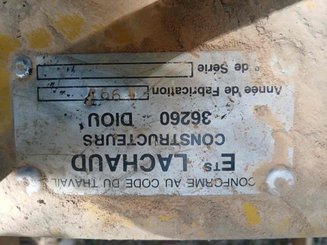 CONFORME AU CODE DU TRAVAIL
ETS LACHAUD
CONSTRUCTEURS
36260 DIOU
Année de Fabrication
° de Série